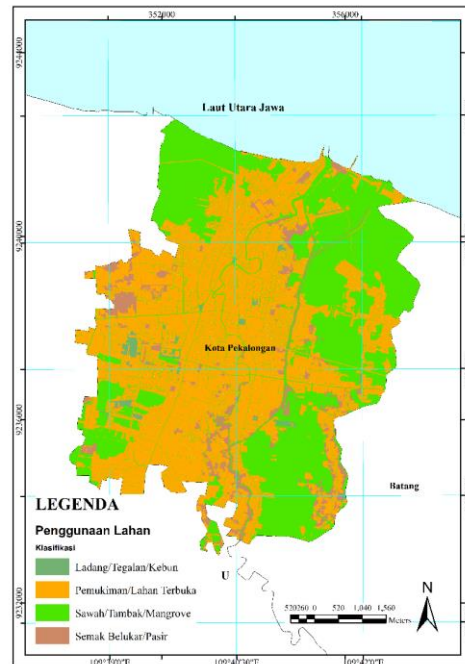 352000 356000
9244000
Laut Utara Jawa
9240000
Kota Pekalongan
Batang
LEGENDA
Penggunaan Lahan
Klasifikasi
Ladang/Tegalan/Kebun
Pemukiman/Lahan Terbuka
Sawah/Tambak/Mangrove
Semak Belukar/Pasir
U
N
520260 0 520 1,040 1,560
Meters
9232000